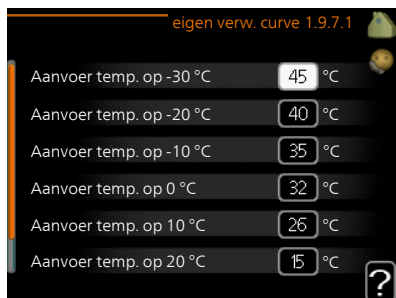 eigen verw. curve 1.9.7.1
Aanvoer temp. op -30 °C 45 °C
Aanvoer temp. op -20 °C 40 °C
Aanvoer temp. op -10 °C 35 °C
Aanvoer temp. op 0 °C 32 °C
Aanvoer temp. op 10 °C 26 °C
Aanvoer temp. op 20 °C 15 °C
?